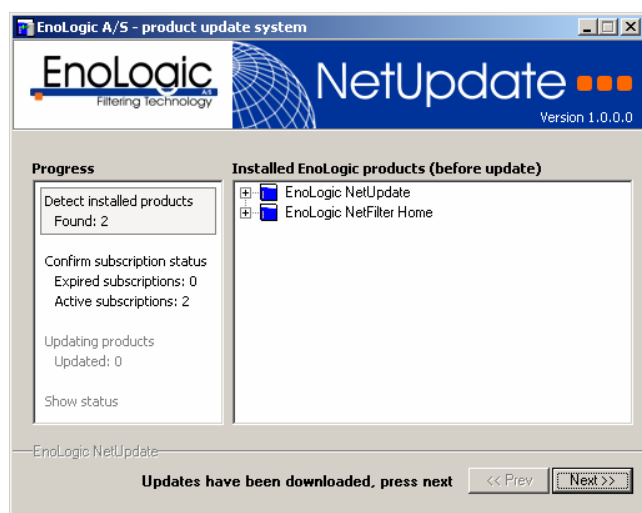 EnoLogic A/S - product update system
EnoLogic A/S
Filtering Technology
NetUpdate
Version 1.0.0.0
Progress
Detect installed products
Found: 2
Confirm subscription status
Expired subscriptions: 0
Active subscriptions: 2
Updating products
Updated: 0
Show status
Installed EnoLogic products (before update)
EnoLogic NetUpdate
EnoLogic NetFilter Home
EnoLogic NetUpdate
Updates have been downloaded, press next
<< Prev
Next >>